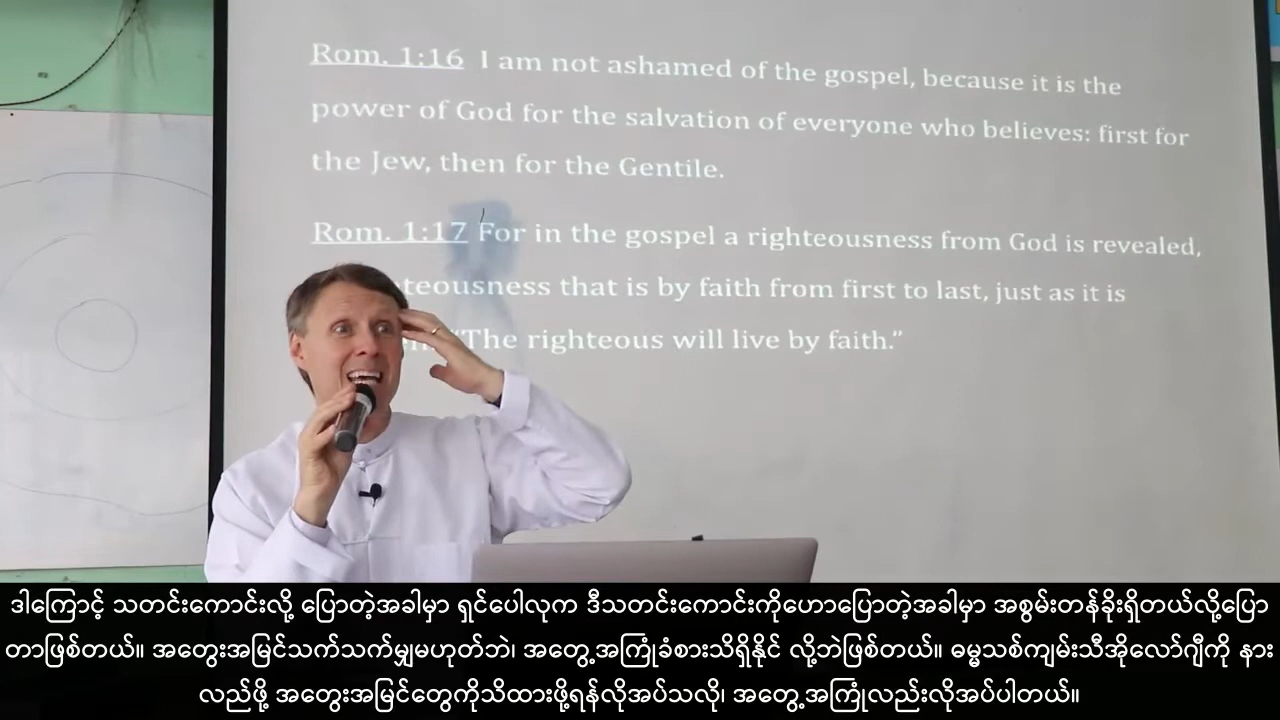 Rom. 1:16 I am not ashamed of the gospel, because it is the
power of God for the salvation of everyone who believes: first for
the Jew, then for the Gentile.
Rom. 1:17 For in the gospel a righteousness from God is revealed,
that is by faith from first to last, just as it is
“The righteous will live by faith.”
ဒါကြောင့် သတင်းကောင်းလို့ ပြောတဲ့အခါမှာ ရှင်ပေါလုက ဒီသတင်းကောင်းကိုဟောပြောတဲ့အခါမှာ အစွမ်းတန်ခိုးရှိတယ်လို့ပြော
တာဖြစ်တယ်။ အတွေးအမြင်သက်သက်မျှမဟုတ်ဘဲ၊ အတွေ့အကြုံခံစားသိရှိနိုင် လို့ဘဲဖြစ်တယ်။ ဓမ္မသစ်ကျမ်းသီအိုလော်ဂျီကို နား
လည်ဖို့ အတွေးအမြင်တွေကိုသိထားဖို့ရန်လိုအပ်သလို၊ အတွေ့အကြုံလည်းလိုအပ်ပါတယ်။